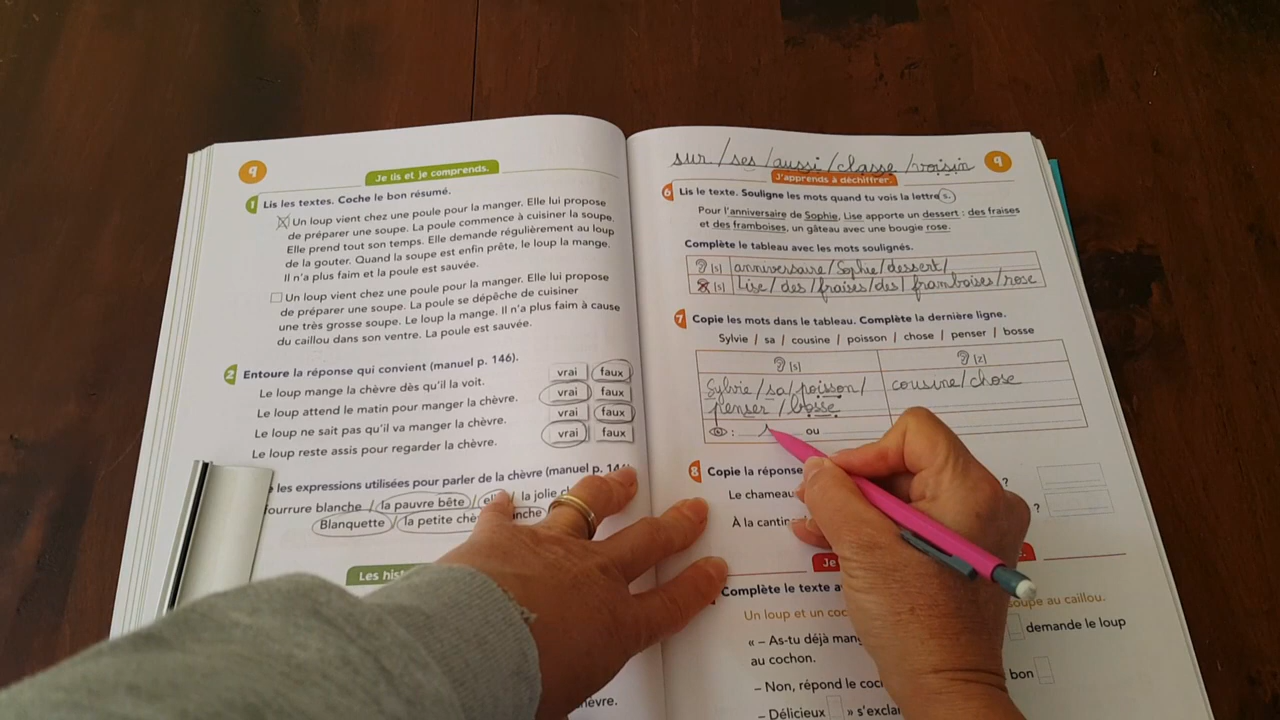 9
Je lis et je comprends.
1 Lis les textes. Coche le bon résumé.
Un loup vient chez une poule pour la manger. Elle lui propose
de préparer une soupe. La poule commence à cuisiner la soupe.
Elle prend tout son temps. Elle demande régulièrement au loup
de la gouter. Quand la soupe est enfin prête, le loup la mange.
Il n'a plus faim et la poule est sauvée.
Un loup vient chez une poule pour la manger. Elle lui propose
de préparer une soupe. La poule se dépêche de cuisiner
une très grosse soupe. Le loup la mange. Il n'a plus faim à cause
du caillou dans son ventre. La poule est sauvée.
2 Entoure la réponse qui convient (manuel p. 146).
Le loup mange la chèvre dès qu'il la voit. vrai faux
Le loup attend le matin pour manger la chèvre. vrai faux
Le loup ne sait pas qu'il va manger la chèvre. vrai faux
Le loup reste assis pour regarder la chèvre. vrai faux
les expressions utilisées pour parler de la chèvre (manuel p.
fourrure blanche / la pauvre bête / / la jolie
Blanquette / la petite
Les
chèvre.
sur / ses / aussi / classe / voisin
9
J'apprends à déchiffrer.
6 Lis le texte. Souligne les mots quand tu vois la lettre s.
Pour l'anniversaire de Sophie, Lise apporte un dessert : des fraises
et des framboises, un gâteau avec une bougie rose.
Complète le tableau avec les mots soulignés.
[s] anniversaire / Sophie / dessert /
[s] Lise / des / fraises / des / framboises / rose
7 Copie les mots dans le tableau. Complète la dernière ligne.
Sylvie / sa / cousine / poisson / chose / penser / bosse
[s] [z]
Sylvie / sa / poisson / cousine / chose
penser / bosse
: s ou
8 Copie la réponse ?
Le chameau
À la ?
Je
Complète le texte
Un loup et un soupe au caillou.
« – As-tu déjà demande le loup
au cochon.
– Non, répond le bon
– Délicieux »